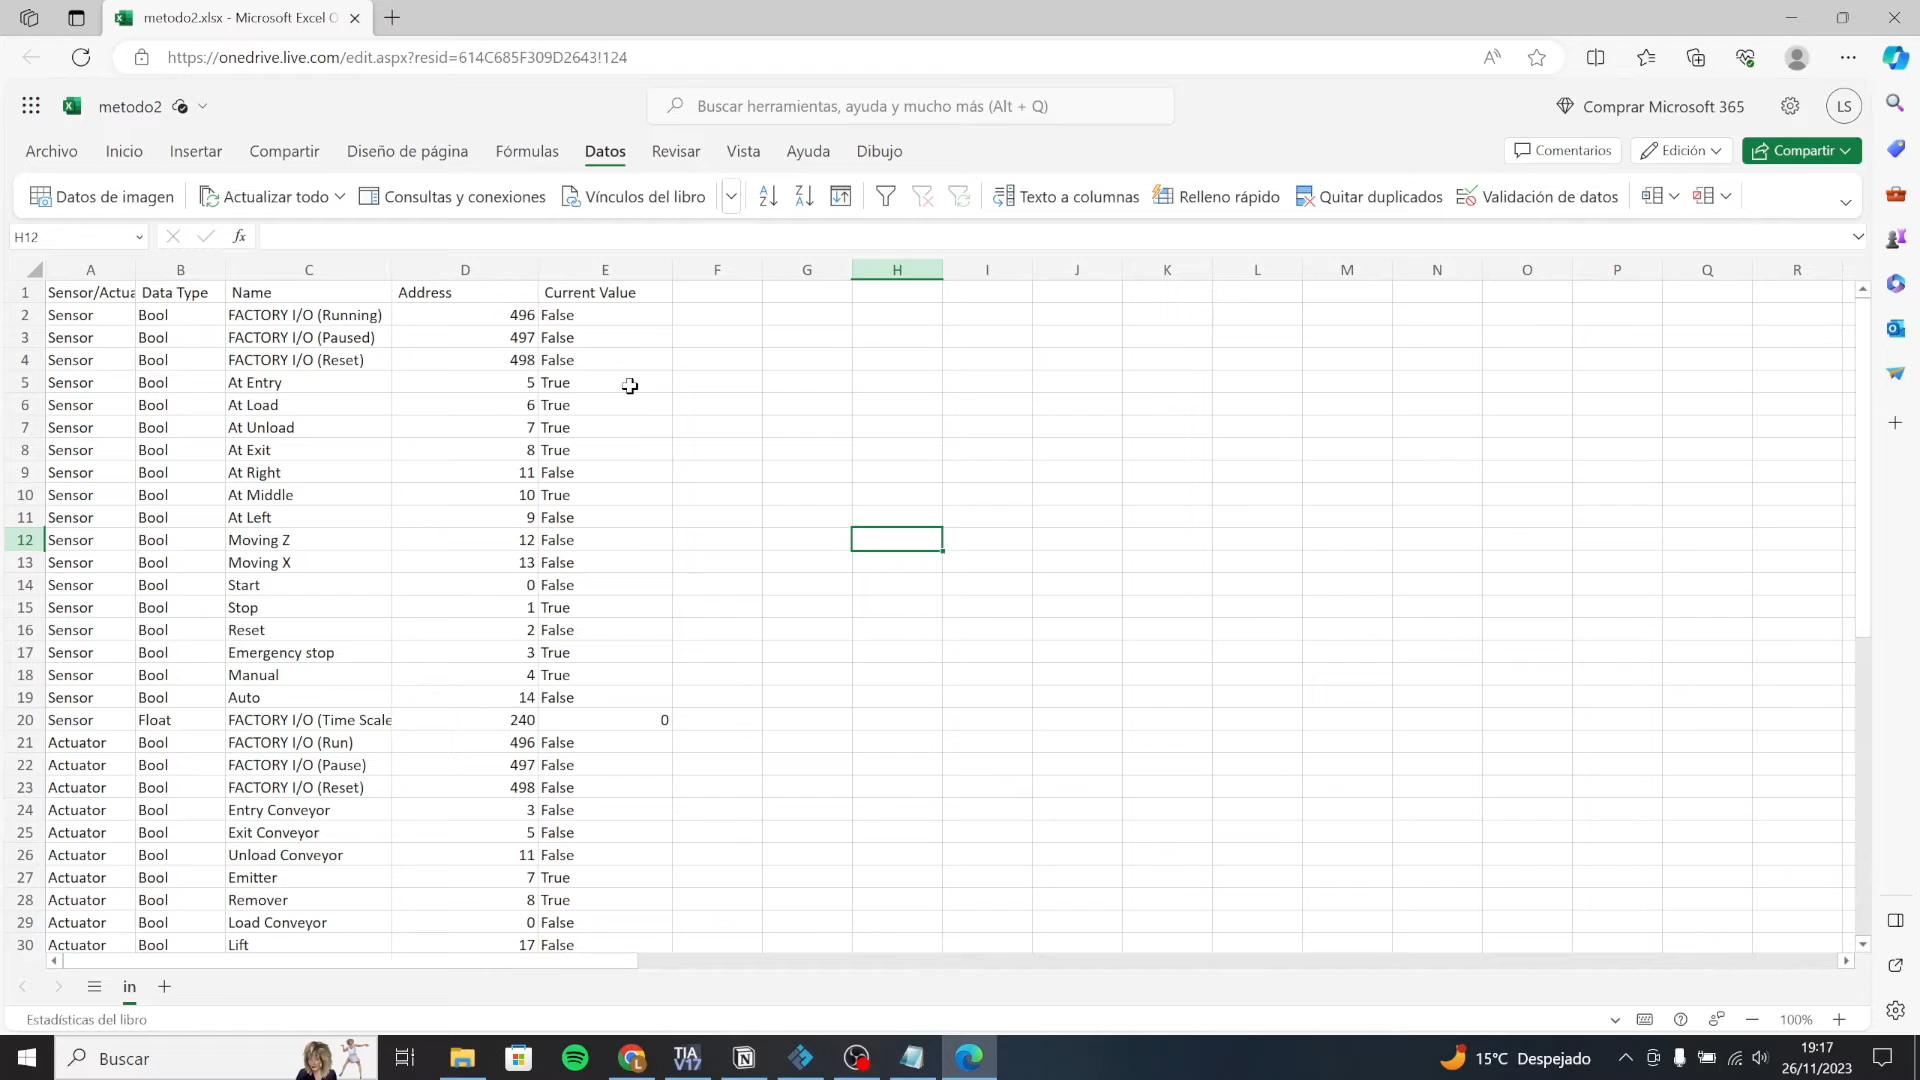 metodo2.xlsx - Microsoft Excel O
https://onedrive.live.com/edit.aspx?resid=614C685F309D2643!124
metodo2
Buscar herramientas, ayuda y mucho más (Alt + Q)
Comprar Microsoft 365
LS
Archivo Inicio Insertar Compartir Diseño de página Fórmulas Datos Revisar Vista Ayuda Dibujo
Comentarios Edición Compartir
Datos de imagen Actualizar todo Consultas y conexiones Vínculos del libro Texto a columnas Relleno rápido Quitar duplicados Validación de datos
H12 fx
A B C D E F G H I J K L M N O P Q R
1 Sensor/Actua Data Type Name Address Current Value
2 Sensor Bool FACTORY I/O (Running) 496 False
3 Sensor Bool FACTORY I/O (Paused) 497 False
4 Sensor Bool FACTORY I/O (Reset) 498 False
5 Sensor Bool At Entry 5 True
6 Sensor Bool At Load 6 True
7 Sensor Bool At Unload 7 True
8 Sensor Bool At Exit 8 True
9 Sensor Bool At Right 11 False
10 Sensor Bool At Middle 10 True
11 Sensor Bool At Left 9 False
12 Sensor Bool Moving Z 12 False
13 Sensor Bool Moving X 13 False
14 Sensor Bool Start 0 False
15 Sensor Bool Stop 1 True
16 Sensor Bool Reset 2 False
17 Sensor Bool Emergency stop 3 True
18 Sensor Bool Manual 4 True
19 Sensor Bool Auto 14 False
20 Sensor Float FACTORY I/O (Time Scale 240 0
21 Actuator Bool FACTORY I/O (Run) 496 False
22 Actuator Bool FACTORY I/O (Pause) 497 False
23 Actuator Bool FACTORY I/O (Reset) 498 False
24 Actuator Bool Entry Conveyor 3 False
25 Actuator Bool Exit Conveyor 5 False
26 Actuator Bool Unload Conveyor 11 False
27 Actuator Bool Emitter 7 True
28 Actuator Bool Remover 8 True
29 Actuator Bool Load Conveyor 0 False
30 Actuator Bool Lift 17 False
in
Estadísticas del libro
100%
Buscar
TIA V17
15°C Despejado
19:17
26/11/2023